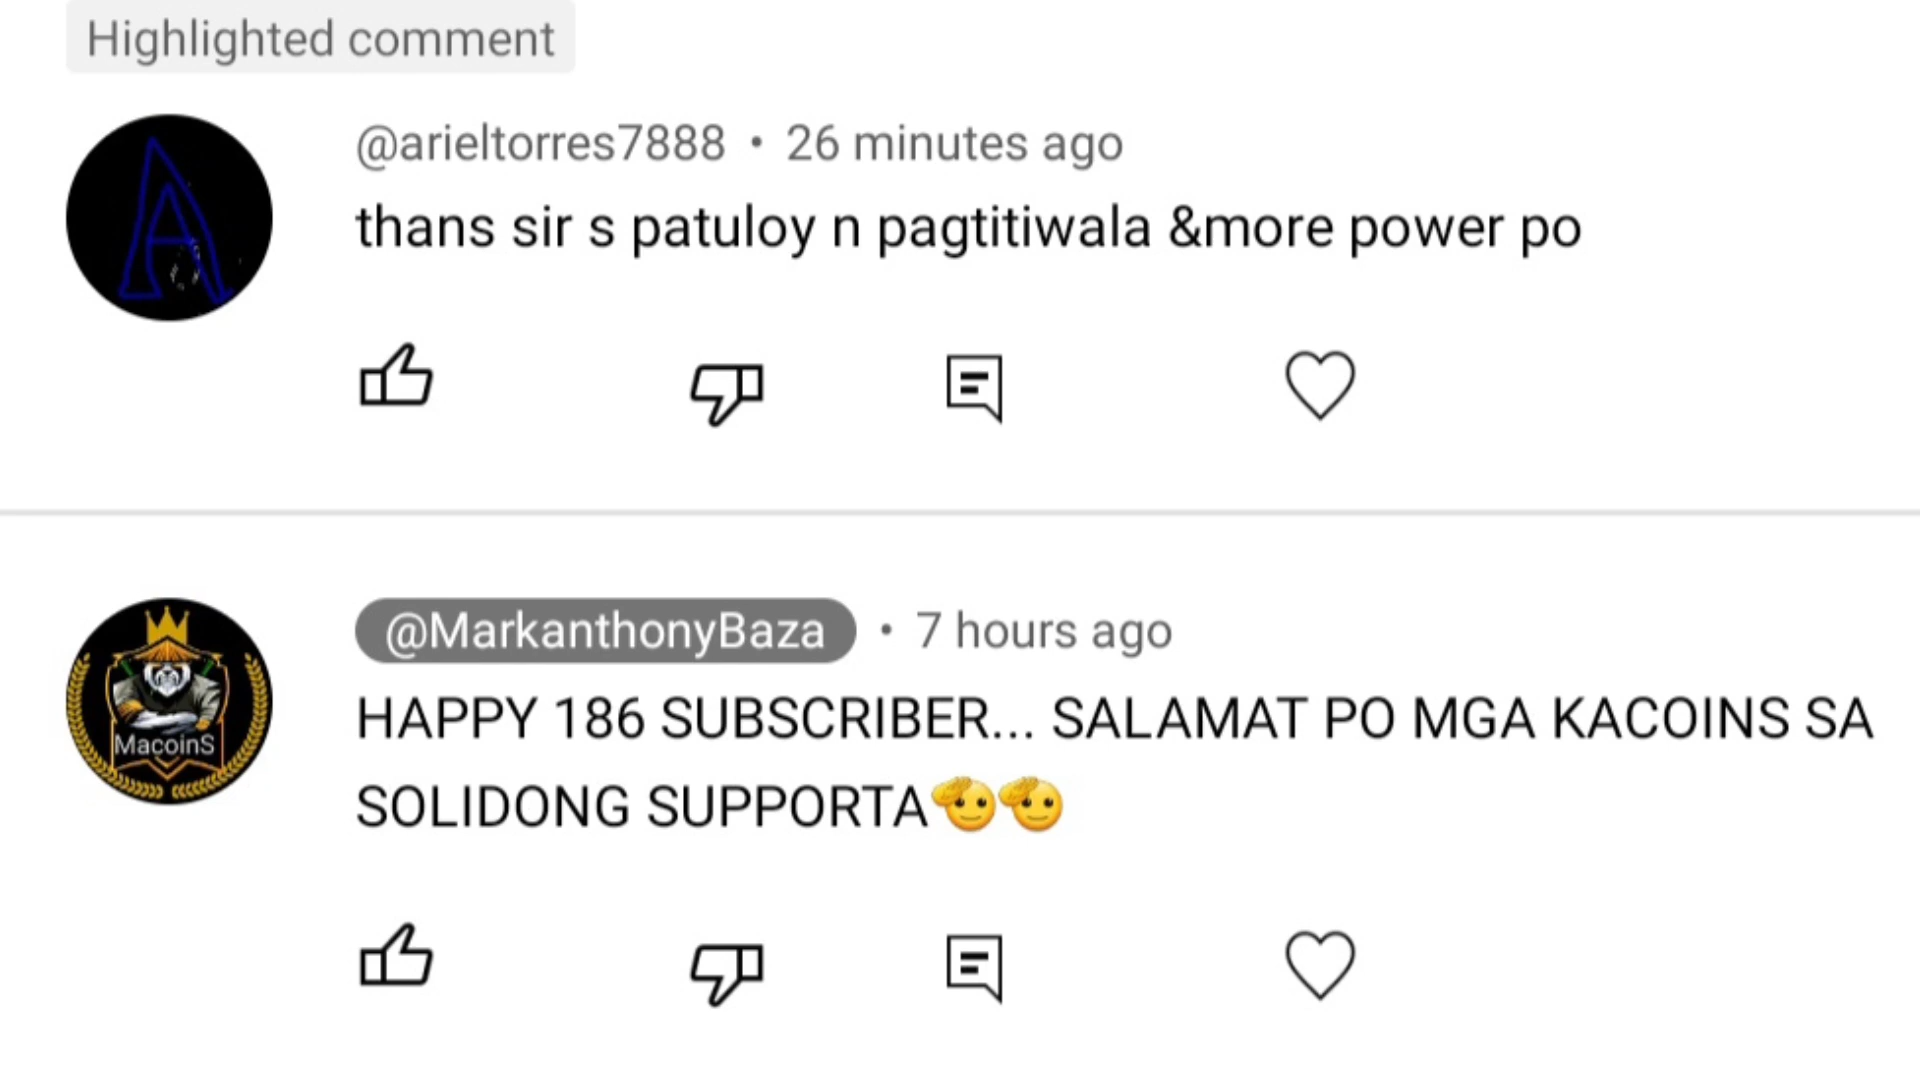 Highlighted comment
@arieltorres7888 • 26 minutes ago
thans sir s patuloy n pagtitiwala &more power po
@MarkanthonyBaza • 7 hours ago
MacoinS
HAPPY 186 SUBSCRIBER... SALAMAT PO MGA KACOINS SA
SOLIDONG SUPPORTA🫡🫡